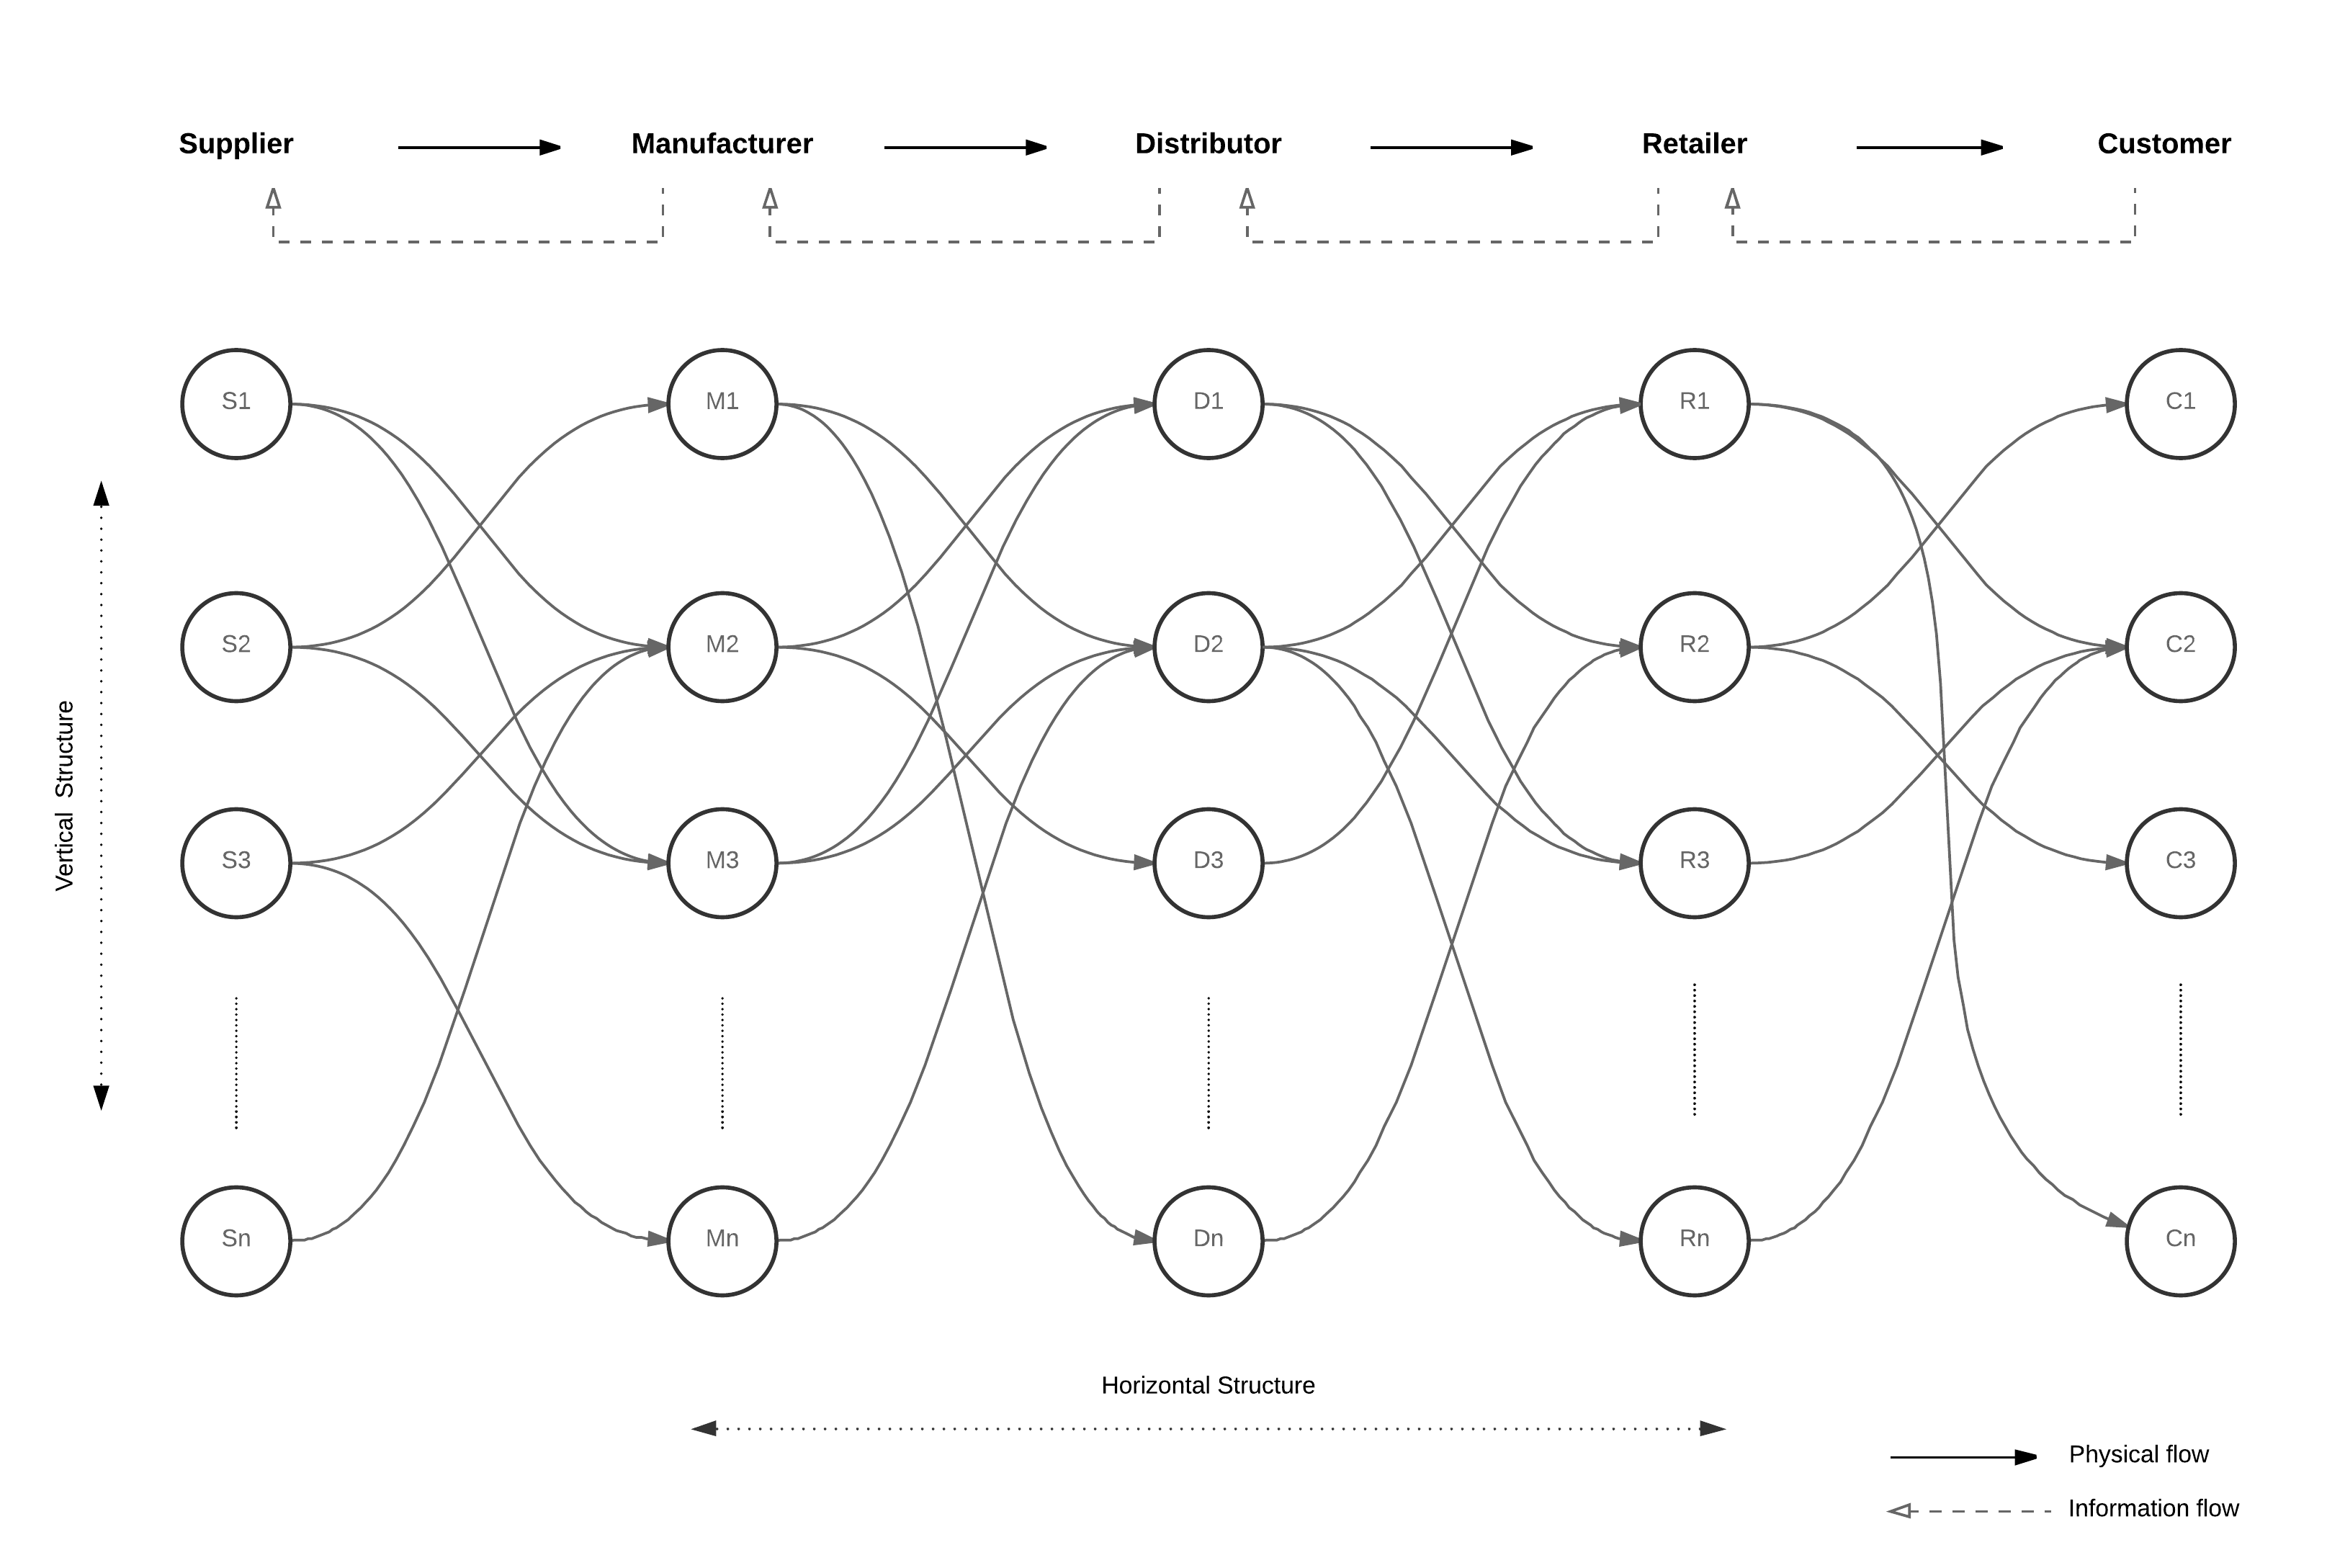 Supplier
Manufacturer
Distributor
Retailer
Customer
S1
M1
D1
R1
C1
S2
M2
D2
R2
C2
Vertical Structure
S3
M3
D3
R3
C3
Sn
Mn
Dn
Rn
Cn
Horizontal Structure
Physical flow
Information flow